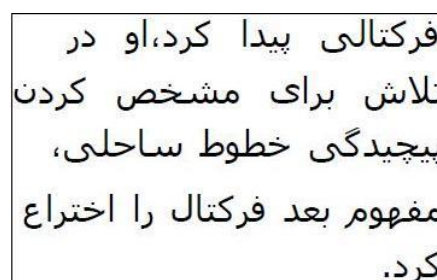 فرکتالی پیدا کرد،او در
تلاش برای مشخص کردن
پیچیدگی خطوط ساحلی،
مفهوم بعد فرکتال را اختراع
کرد.